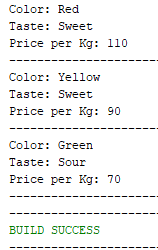 Color: Red
Taste: Sweet
Price per Kg: 110
-----------------------
Color: Yellow
Taste: Sweet
Price per Kg: 90
-----------------------
Color: Green
Taste: Sour
Price per Kg: 70
-----------------------
-----------------------
BUILD SUCCESS
-----------------------